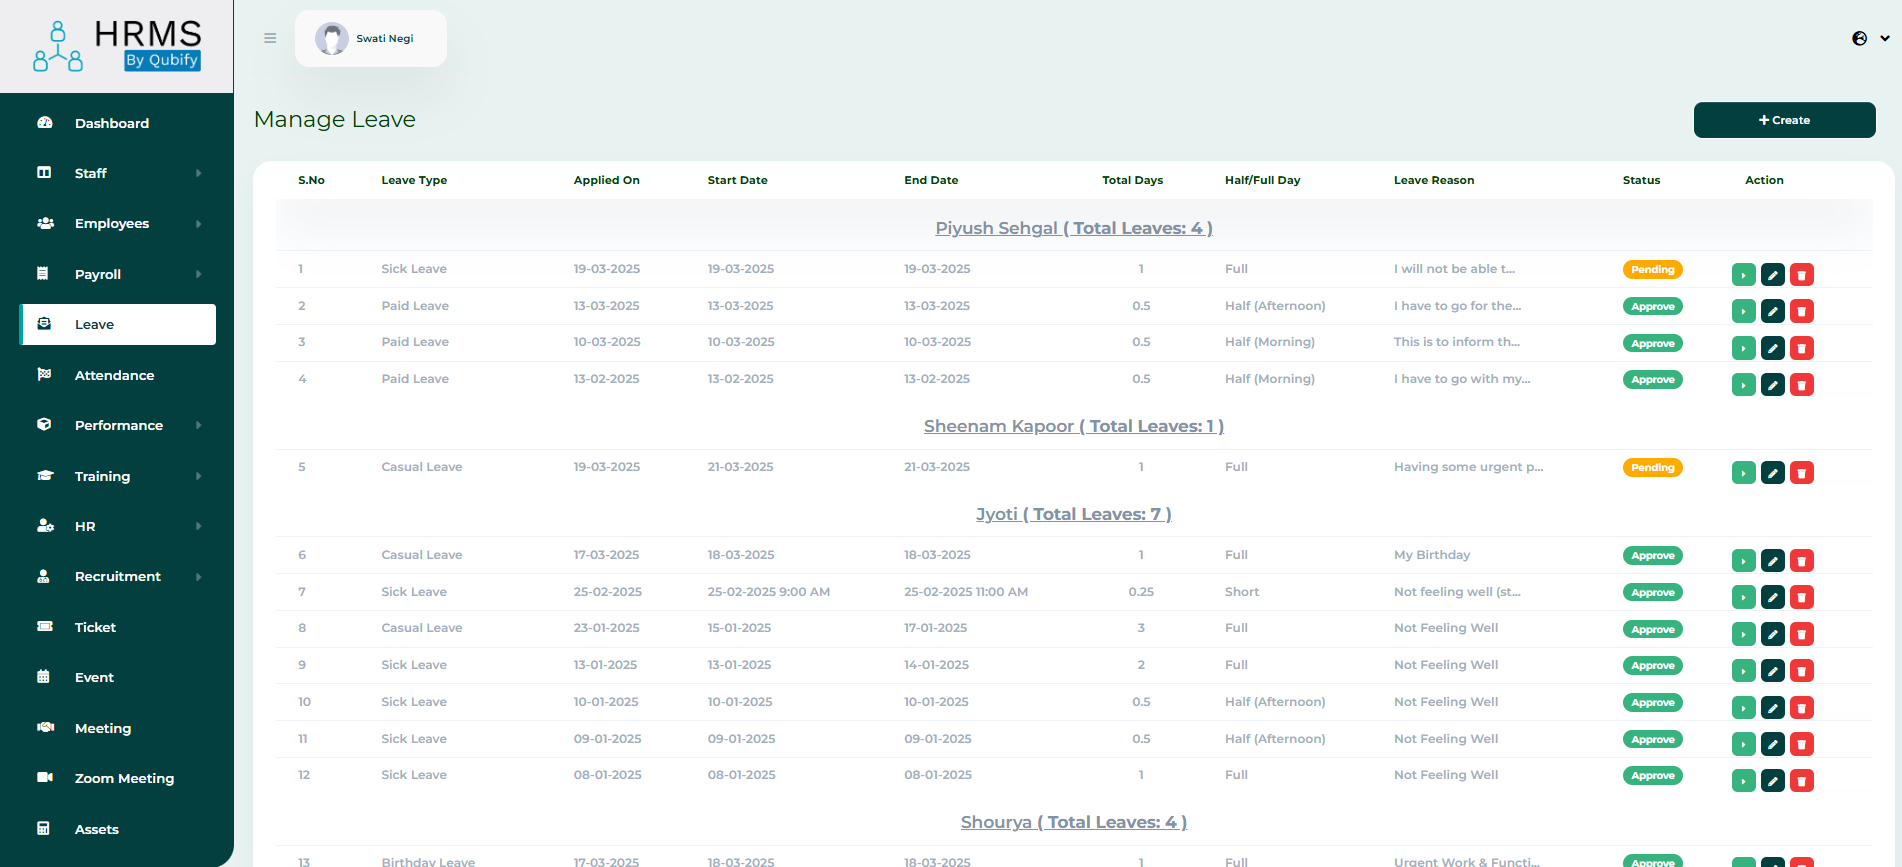 HRMS
By Qubify
Swati Negi
Dashboard
Staff
Employees
Payroll
Leave
Attendance
Performance
Training
HR
Recruitment
Ticket
Event
Meeting
Zoom Meeting
Assets
Manage Leave
Create
S.No Leave Type Applied On Start Date End Date Total Days Half/Full Day Leave Reason Status Action
Piyush Sehgal ( Total Leaves: 4 )
1 Sick Leave 19-03-2025 19-03-2025 19-03-2025 1 Full I will not be able t... Pending
2 Paid Leave 13-03-2025 13-03-2025 13-03-2025 0.5 Half (Afternoon) I have to go for the... Approve
3 Paid Leave 10-03-2025 10-03-2025 10-03-2025 0.5 Half (Morning) This is to inform th... Approve
4 Paid Leave 13-02-2025 13-02-2025 13-02-2025 0.5 Half (Morning) I have to go with my... Approve
Sheenam Kapoor ( Total Leaves: 1 )
5 Casual Leave 19-03-2025 21-03-2025 21-03-2025 1 Full Having some urgent p... Pending
Jyoti ( Total Leaves: 7 )
6 Casual Leave 17-03-2025 18-03-2025 18-03-2025 1 Full My Birthday Approve
7 Sick Leave 25-02-2025 25-02-2025 9:00 AM 25-02-2025 11:00 AM 0.25 Short Not feeling well (st... Approve
8 Casual Leave 23-01-2025 15-01-2025 17-01-2025 3 Full Not Feeling Well Approve
9 Sick Leave 13-01-2025 13-01-2025 14-01-2025 2 Full Not Feeling Well Approve
10 Sick Leave 10-01-2025 10-01-2025 10-01-2025 0.5 Half (Afternoon) Not Feeling Well Approve
11 Sick Leave 09-01-2025 09-01-2025 09-01-2025 0.5 Half (Afternoon) Not Feeling Well Approve
12 Sick Leave 08-01-2025 08-01-2025 08-01-2025 1 Full Not Feeling Well Approve
Shourya ( Total Leaves: 4 )
13 Birthday Leave 17-03-2025 18-03-2025 18-03-2025 1 Full Urgent Work & Functi... Approve